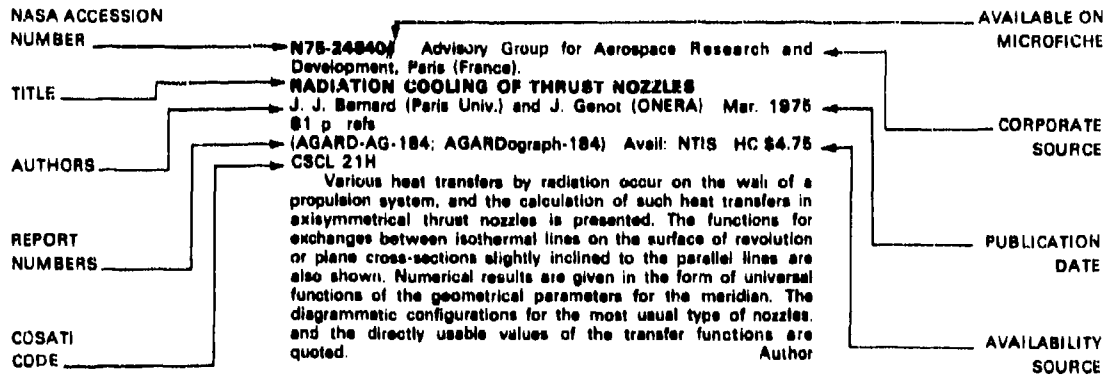 NASA ACCESSION
NUMBER
AVAILABLE ON
MICROFICHE
N75-24840# Advisory Group for Aerospace Research and
Development, Paris (France).
TITLE
RADIATION COOLING OF THRUST NOZZLES
J. J. Bernard (Paris Univ.) and J. Genot (ONERA) Mar. 1975
81 p refs
CORPORATE
SOURCE
AUTHORS
(AGARD-AG-184; AGARDograph-184) Avail: NTIS HC $4.75
CSCL 21H
Various heat transfers by radiation occur on the wall of a
propulsion system, and the calculation of such heat transfers in
axisymmetrical thrust nozzles is presented. The functions for
exchanges between isothermal lines on the surface of revolution
or plane cross-sections slightly inclined to the parallel lines are
also shown. Numerical results are given in the form of universal
functions of the geometrical parameters for the meridian. The
diagrammatic configurations for the most usual type of nozzles,
and the directly usable values of the transfer functions are
quoted. Author
REPORT
NUMBERS
PUBLICATION
DATE
COSATI
CODE
AVAILABILITY
SOURCE